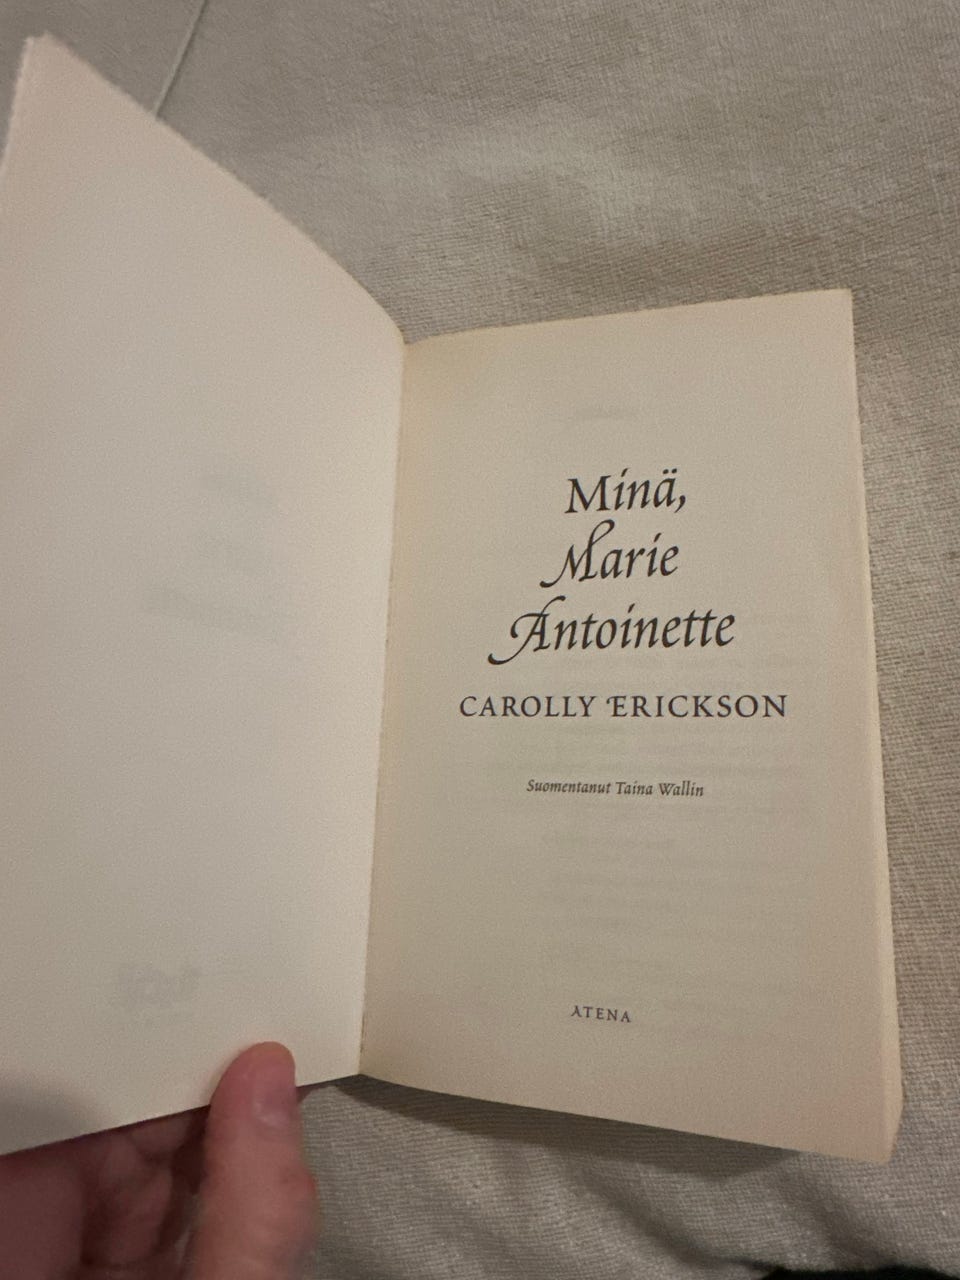 Minä,
Marie
Antoinette
CAROLLY ERICKSON
Suomentanut Taina Wallin
ATENA